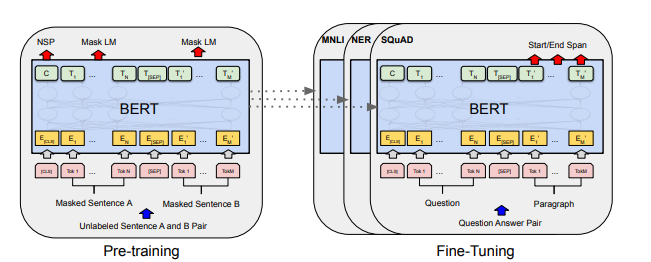 NSP Mask LM Mask LM
C T1 ... TN T[SEP] T1' ... TM'
BERT
E[CLS] E1 ... EN E[SEP] E1' ... EM'
[CLS] Tok 1 ... Tok N [SEP] Tok 1 ... TokM
Masked Sentence A Masked Sentence B
Unlabeled Sentence A and B Pair
Pre-training
MNLI NER SQuAD
Start/End Span
C T1 ... TN T[SEP] T1' ... TM'
BERT
E[CLS] E1 ... EN E[SEP] E1' ... EM'
[CLS] Tok 1 ... Tok N [SEP] Tok 1 ... TokM
Question Paragraph
Question Answer Pair
Fine-Tuning